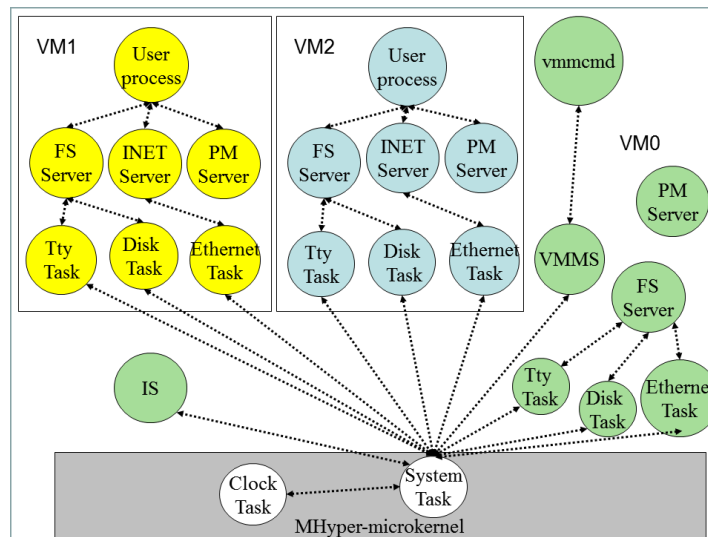 VM1
User
process
FS
Server
INET
Server
PM
Server
Tty
Task
Disk
Task
Ethernet
Task
VM2
User
process
FS
Server
INET
Server
PM
Server
Tty
Task
Disk
Task
Ethernet
Task
vmmcmd
VM0
PM
Server
VMMS
FS
Server
Tty
Task
Disk
Task
Ethernet
Task
IS
Clock
Task
System
Task
MHyper-microkernel